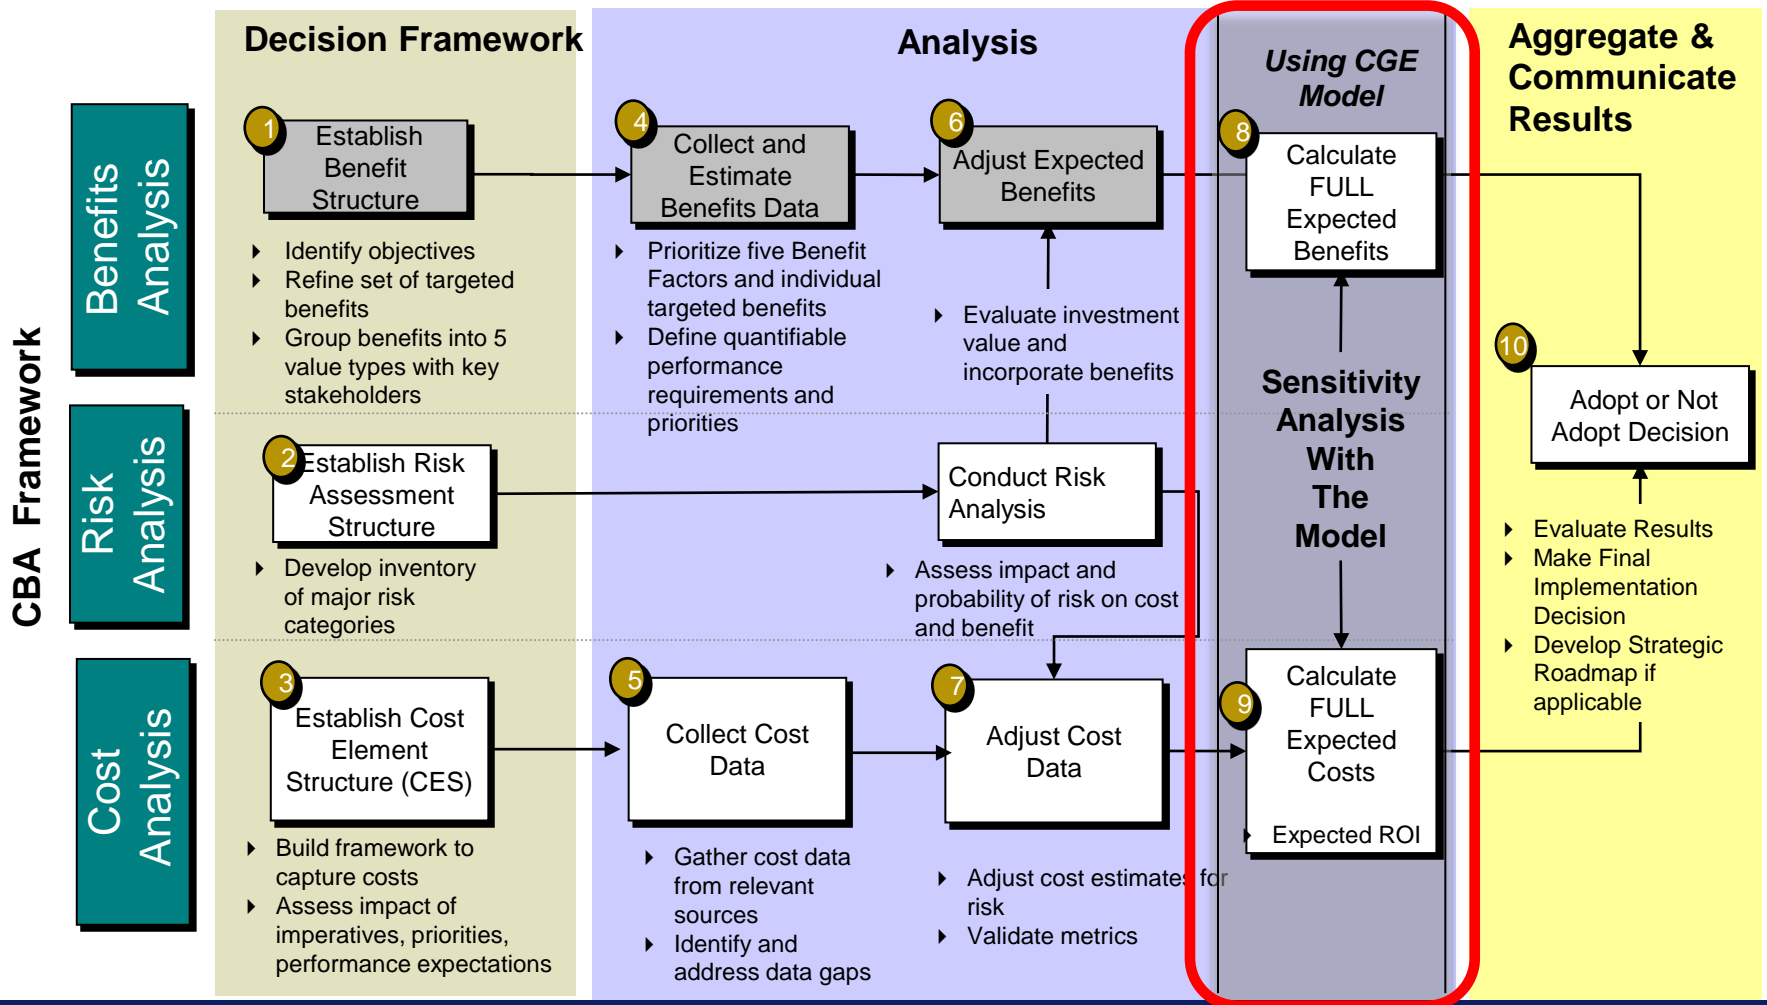 Decision Framework
Analysis
Using CGE
Model
Aggregate &
Communicate
Results
CBA Framework
Benefits
Analysis
1
Establish
Benefit
Structure
Identify objectives
Refine set of targeted
benefits
Group benefits into 5
value types with key
stakeholders
4
Collect and
Estimate
Benefits Data
Prioritize five Benefit
Factors and individual
targeted benefits
Define quantifiable
performance
requirements and
priorities
6
Adjust Expected
Benefits
Evaluate investment
value and
incorporate benefits
8
Calculate
FULL
Expected
Benefits
Sensitivity
Analysis
With
The
Model
10
Adopt or Not
Adopt Decision
Evaluate Results
Make Final
Implementation
Decision
Develop Strategic
Roadmap if
applicable
Risk
Analysis
2
Establish Risk
Assessment
Structure
Develop inventory
of major risk
categories
Conduct Risk
Analysis
Assess impact and
probability of risk on cost
and benefit
Cost
Analysis
3
Establish Cost
Element
Structure (CES)
Build framework to
capture costs
Assess impact of
imperatives, priorities,
performance expectations
5
Collect Cost
Data
Gather cost data
from relevant
sources
Identify and
address data gaps
7
Adjust Cost
Data
Adjust cost estimates for
risk
Validate metrics
9
Calculate
FULL
Expected
Costs
Expected ROI